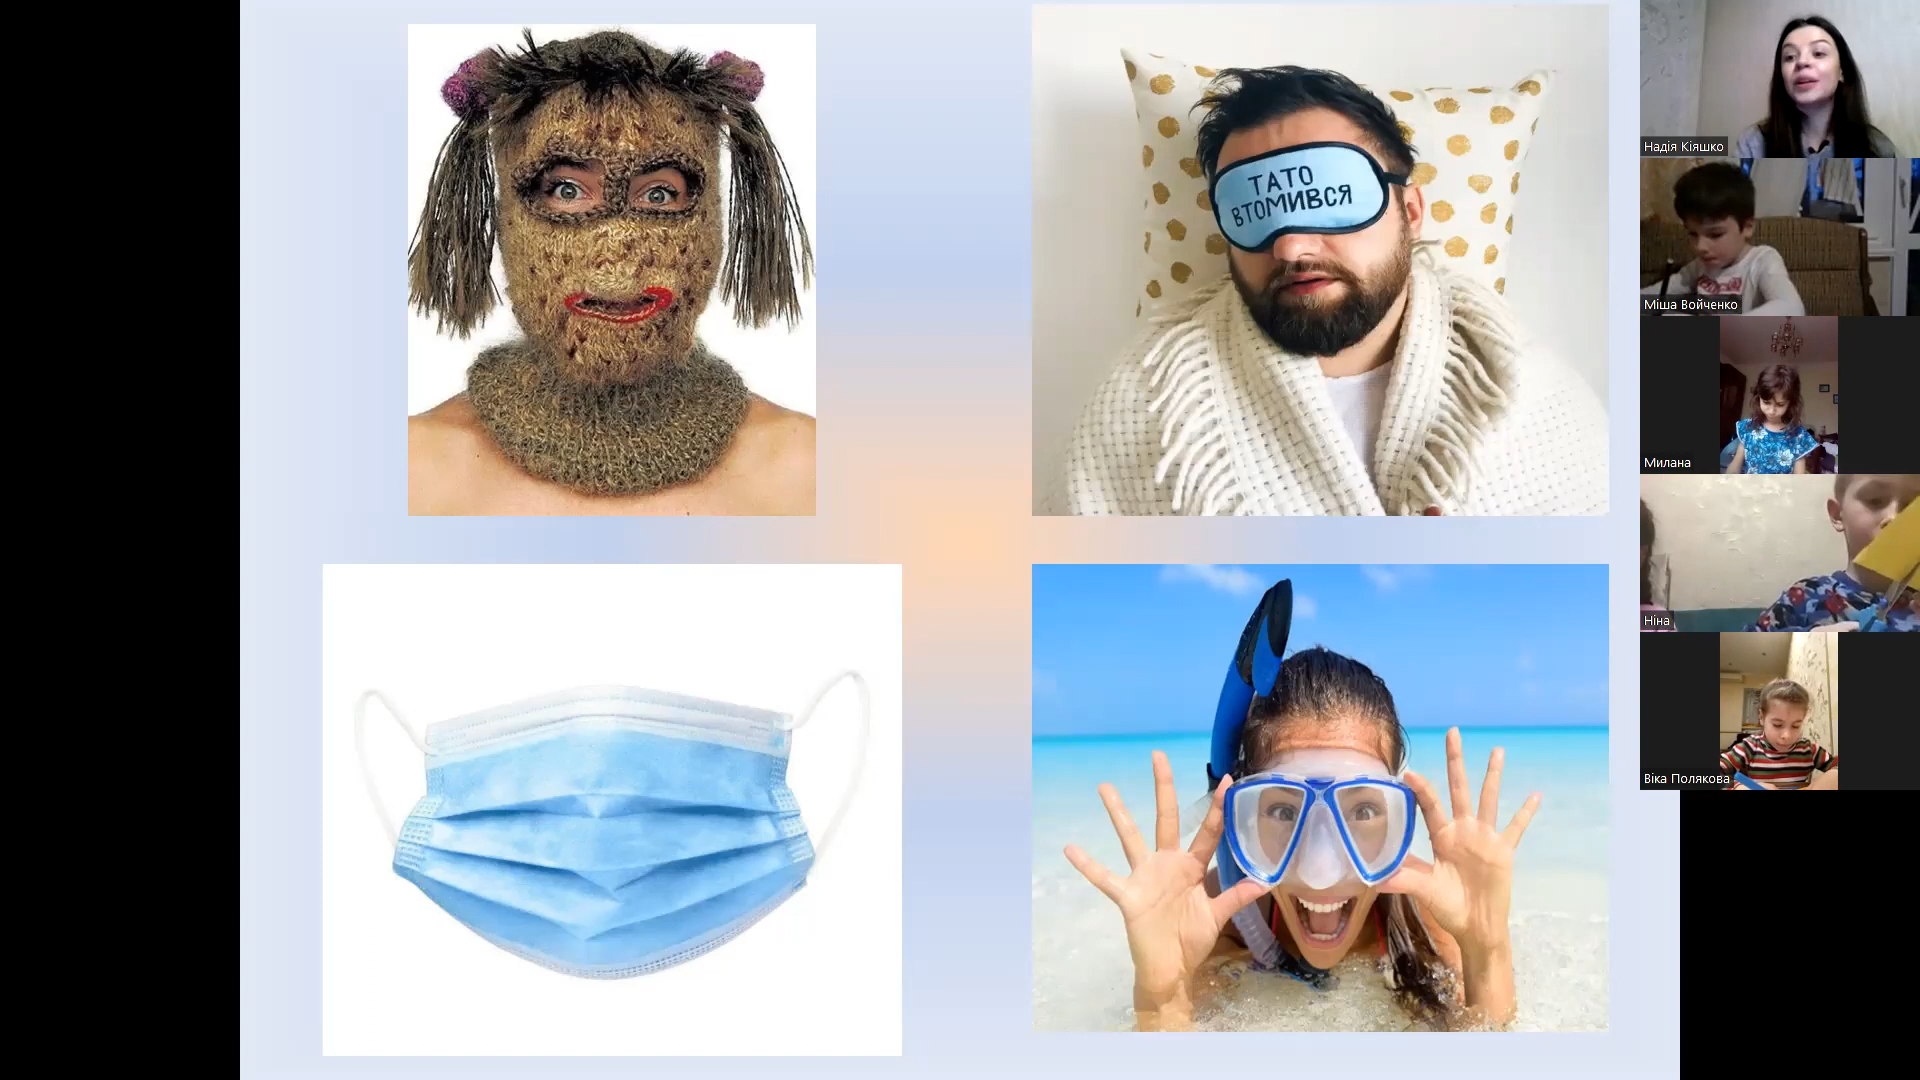 ТАТО
ВТОМИВСЯ
Надія Кіяшко
Міша Войченко
Милана
Ніна
Віка Полякова